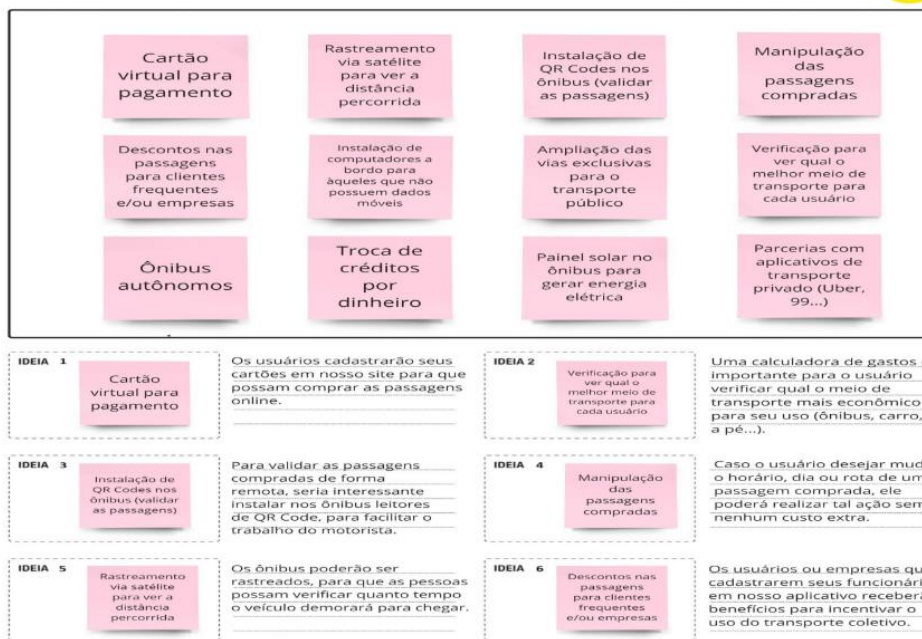 Cartão
virtual para
pagamento
Rastreamento
via satélite
para ver a
distância
percorrida
Instalação de
QR Codes nos
ônibus (validar
as passagens)
Manipulação
das
passagens
compradas
Descontos nas
passagens
para clientes
frequentes
e/ou empresas
Instalação de
computadores a
bordo para
àqueles que não
possuem dados
móveis
Ampliação das
vias exclusivas
para o
transporte
público
Verificação para
ver qual o
melhor meio de
transporte para
cada usuário
Ônibus
autônomos
Troca de
créditos
por
dinheiro
Painel solar no
ônibus para
gerar energia
elétrica
Parcerias com
aplicativos de
transporte
privado (Uber,
99...)
IDEIA 1
Cartão
virtual para
pagamento
Os usuários cadastrarão seus
cartões em nosso site para que
possam comprar as passagens
online.
IDEIA 2
Verificação para
ver qual o
melhor meio de
transporte para
cada usuário
Uma calculadora de gastos
importante para o usuário
verificar qual o meio de
transporte mais econômico
para seu uso (ônibus, carro,
a pé...).
IDEIA 3
Instalação de
QR Codes nos
ônibus (validar
as passagens)
Para validar as passagens
compradas de forma
remota, seria interessante
instalar nos ônibus leitores
de QR Code, para facilitar o
trabalho do motorista.
IDEIA 4
Manipulação
das
passagens
compradas
Caso o usuário desejar mud
o horário, dia ou rota de um
passagem comprada, ele
poderá realizar tal ação sem
nenhum custo extra.
IDEIA 5
Rastreamento
via satélite
para ver a
distância
percorrida
Os ônibus poderão ser
rastreados, para que as pessoas
possam verificar quanto tempo
o veículo demorará para chegar.
IDEIA 6
Descontos nas
passagens
para clientes
frequentes
e/ou empresas
Os usuários ou empresas qu
cadastrarem seus funcionári
em nosso aplicativo receberã
benefícios para incentivar o
uso do transporte coletivo.